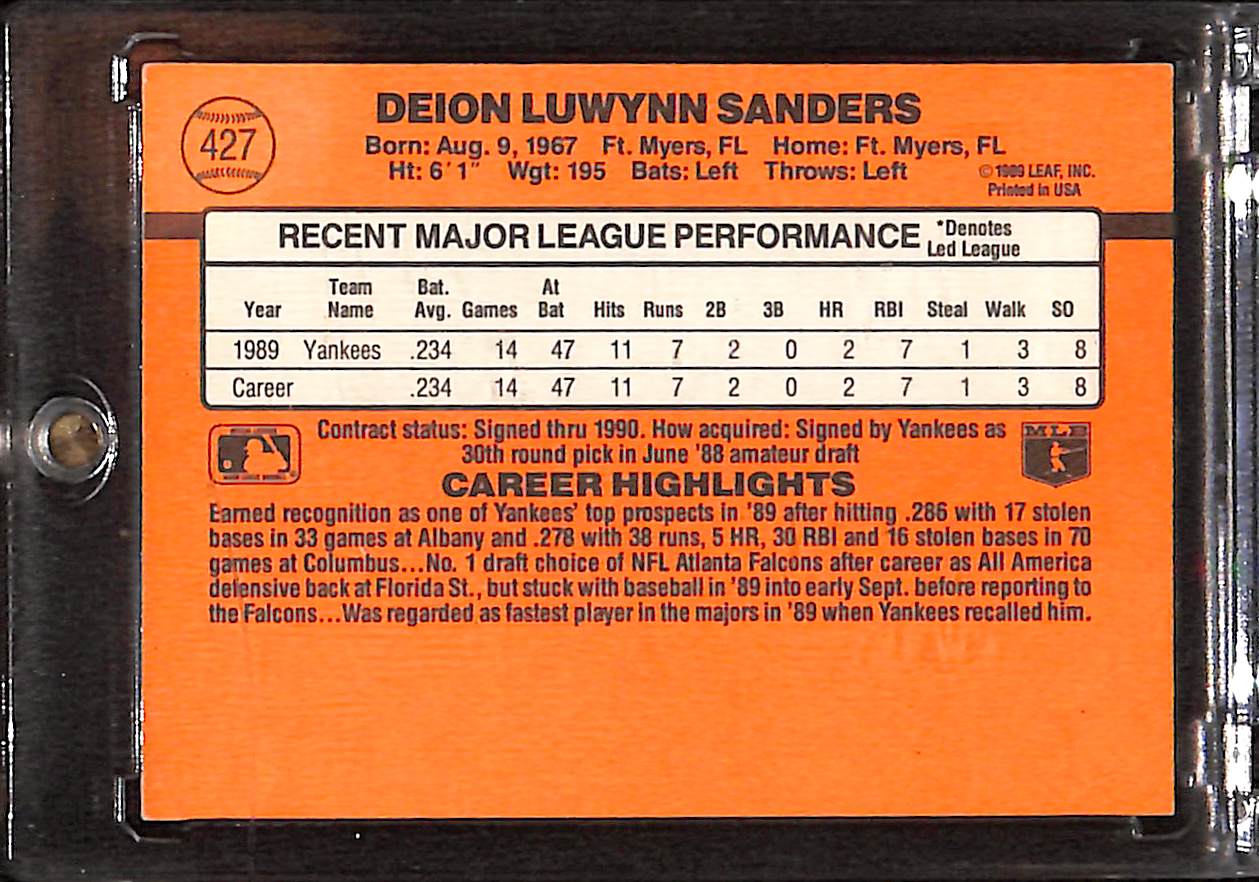 427
DEION LUWYNN SANDERS
Born: Aug. 9, 1967 Ft. Myers, FL Home: Ft. Myers, FL
Ht: 6'1" Wgt: 195 Bats: Left Throws: Left
©1989 LEAF, INC.
Printed in USA
RECENT MAJOR LEAGUE PERFORMANCE *Denotes Led League
Year Team Name Bat. Avg. Games At Bat Hits Runs 2B 3B HR RBI Steal Walk SO
1989 Yankees .234 14 47 11 7 2 0 2 7 1 3 8
Career .234 14 47 11 7 2 0 2 7 1 3 8
Contract status: Signed thru 1990. How acquired: Signed by Yankees as
30th round pick in June '88 amateur draft
MLB
CAREER HIGHLIGHTS
Earned recognition as one of Yankees' top prospects in '89 after hitting .286 with 17 stolen
bases in 33 games at Albany and .278 with 38 runs, 5 HR, 30 RBI and 16 stolen bases in 70
games at Columbus...No. 1 draft choice of NFL Atlanta Falcons after career as All America
defensive back at Florida St., but stuck with baseball in '89 into early Sept. before reporting to
the Falcons...Was regarded as fastest player in the majors in '89 when Yankees recalled him.